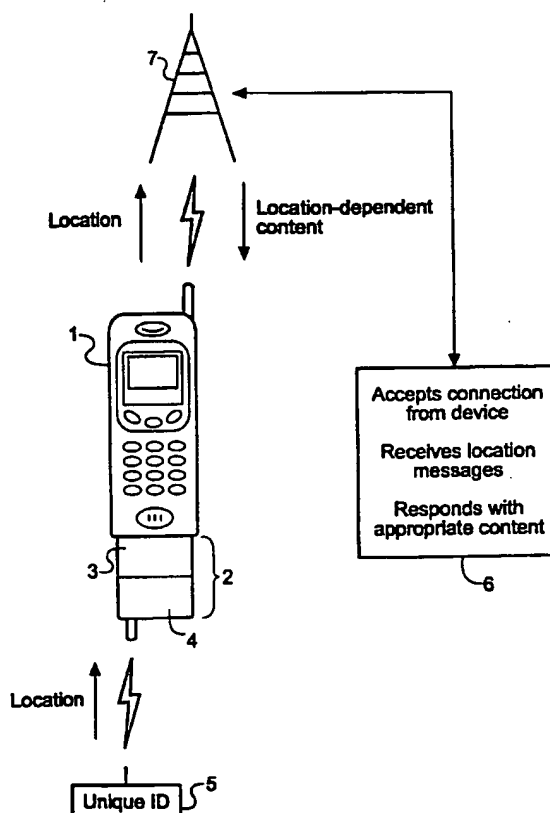 7
Location
Location-dependent
content
1
Accepts connection
from device
Receives location
messages
Responds with
appropriate content
6
3
2
4
Location
5
Unique ID